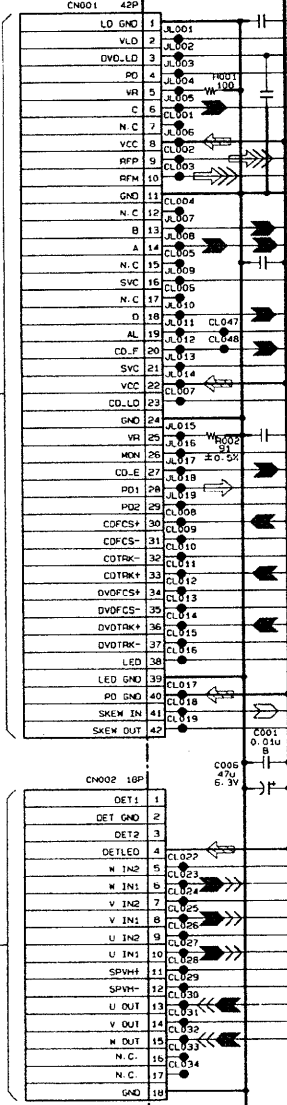 CN001 42P
LD GND 1
VLD 2
DVD_LD 3
PD 4
VR 5
C 6
N.C 7
VCC 8
RFP 9
RFM 10
GND 11
N.C 12
B 13
A 14
N.C 15
SVC 16
N.C 17
D 18
AL 19
CD_F 20
SVC 21
VCC 22
CD_LD 23
GND 24
VR 25
MON 26
CD_E 27
PD1 28
PD2 29
CDFCS+ 30
CDFCS- 31
CDTRK- 32
CDTRK+ 33
DVDFCS+ 34
DVDFCS- 35
DVDTRK+ 36
DVDTRK- 37
LED 38
LED GND 39
PD GND 40
SKEW IN 41
SKEW OUT 42
JL001
JL002
JL003
JL004
JL005
CL001
JL006
CL002
CL003
CL004
JL007
JL008
CL005
JL009
CL006
JL010
JL011
JL012
JL013
JL014
CL007
JL015
JL016
JL017
JL018
JL019
CL008
CL009
CL010
CL011
CL012
CL013
CL014
CL015
CL016
CL017
CL018
CL019
R001
100
CL047
CL048
R002
91
±0.5%
C001
0.01u
B
C006
47u
6.3V
CN002 18P
DET1 1
DET GND 2
DET3 3
DETLED 4
W IN2 5
W IN1 6
V IN2 7
V IN1 8
U IN2 9
U IN1 10
SPVH+ 11
SPVH- 12
U OUT 13
V OUT 14
W OUT 15
N.C. 16
N.C. 17
GND 18
CL022
CL023
CL024
CL025
CL026
CL027
CL028
CL029
CL030
CL031
CL032
CL033
CL034